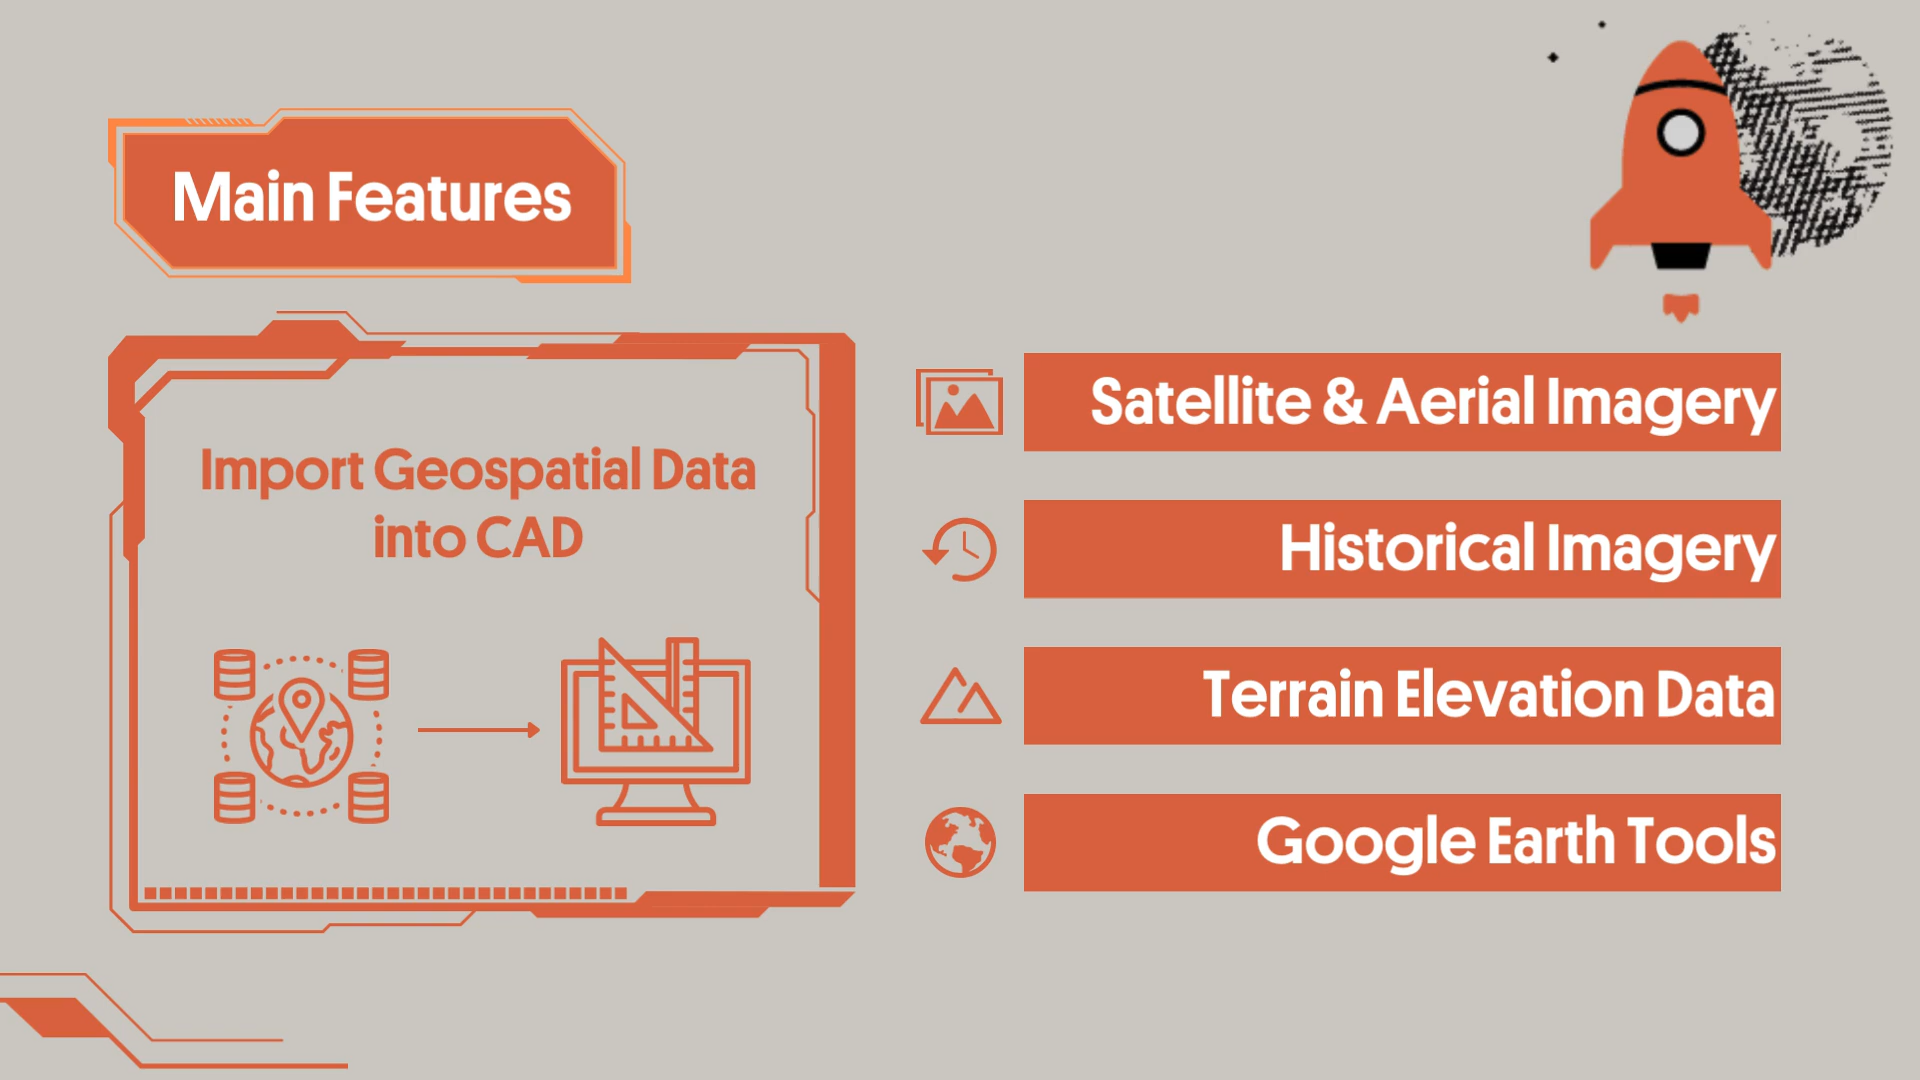 Main Features
Import Geospatial Data
into CAD
Satellite & Aerial Imagery
Historical Imagery
Terrain Elevation Data
Google Earth Tools